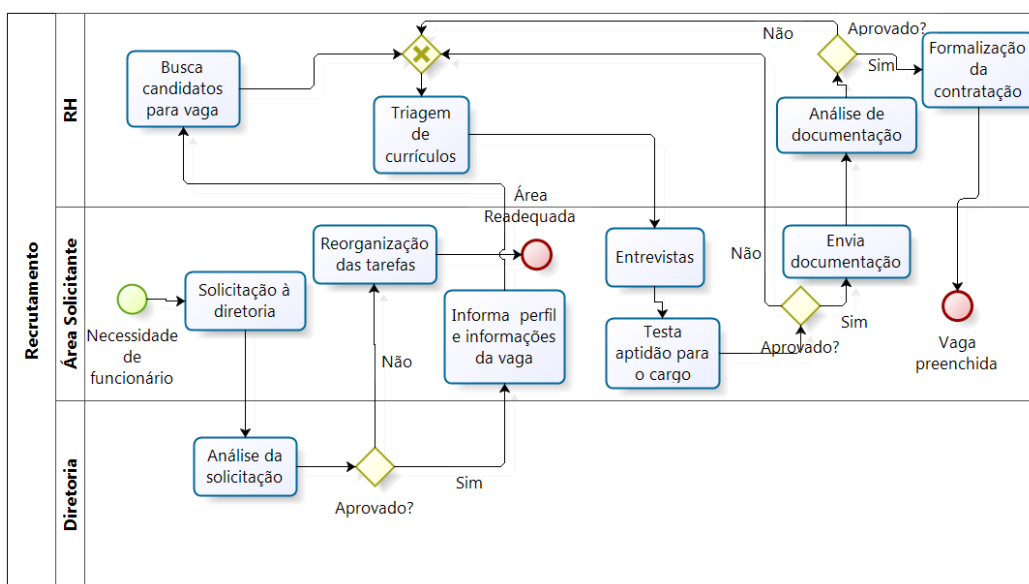 Recrutamento
RH
Busca
candidatos
para vaga
Triagem
de
currículos
Não
Aprovado?
Sim
Formalização
da
contratação
Análise de
documentação
Área Solicitante
Necessidade
de
funcionário
Solicitação à
diretoria
Reorganização
das tarefas
Área
Readequada
Não
Informa perfil
e informações
da vaga
Entrevistas
Testa
aptidão para
o cargo
Não
Aprovado?
Sim
Envia
documentação
Vaga
preenchida
Diretoria
Análise da
solicitação
Aprovado?
Sim